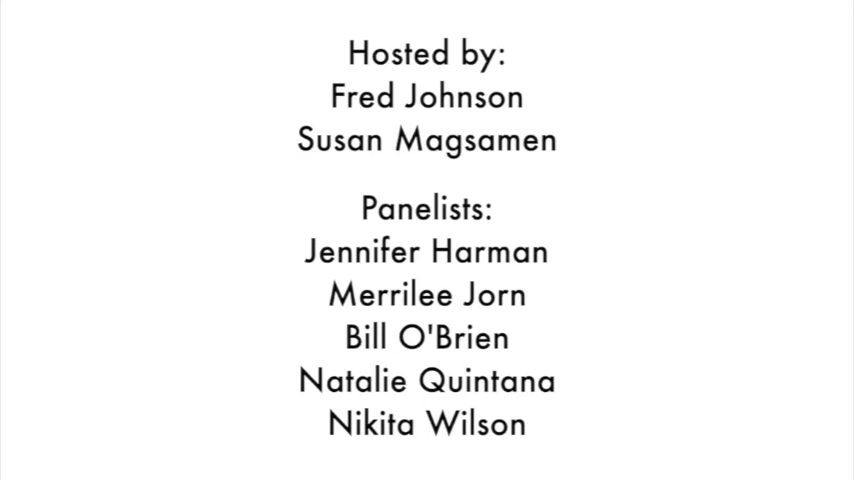 Hosted by:
Fred Johnson
Susan Magsamen
Panelists:
Jennifer Harman
Merrilee Jorn
Bill O'Brien
Natalie Quintana
Nikita Wilson